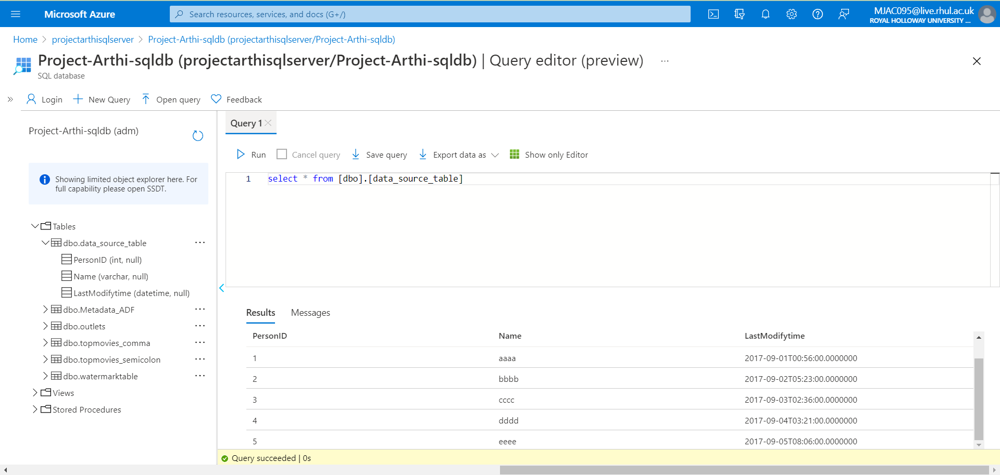 Microsoft Azure
Search resources, services, and docs (G+/)
MJAC095@live.rhul.ac.uk
ROYAL HOLLOWAY UNIVERSITY ...
Home > projectarthisqlserver > Project-Arthi-sqldb (projectarthisqlserver/Project-Arthi-sqldb)
Project-Arthi-sqldb (projectarthisqlserver/Project-Arthi-sqldb) | Query editor (preview) ...
SQL database
Login New Query Open query Feedback
Project-Arthi-sqldb (adm)
Showing limited object explorer here. For
full capability please open SSDT.
Tables
dbo.data_source_table ...
PersonID (int, null)
Name (varchar, null)
LastModifytime (datetime, null)
dbo.Metadata_ADF ...
dbo.outlets ...
dbo.topmovies_comma ...
dbo.topmovies_semicolon ...
dbo.watermarktable ...
Views
Stored Procedures
Query 1
Run Cancel query Save query Export data as Show only Editor
1 select * from [dbo].[data_source_table]
Results Messages
PersonID Name LastModifytime
1 aaaa 2017-09-01T00:56:00.0000000
2 bbbb 2017-09-02T05:23:00.0000000
3 cccc 2017-09-03T02:36:00.0000000
4 dddd 2017-09-04T03:21:00.0000000
5 eeee 2017-09-05T08:06:00.0000000
Query succeeded | 0s